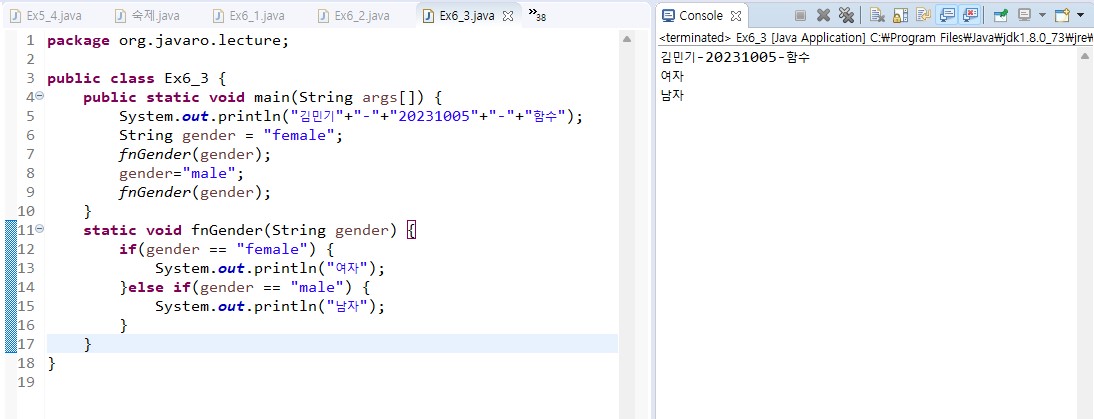 Ex5_4.java 숙제.java Ex6_1.java Ex6_2.java Ex6_3.java »38
1 package org.javaro.lecture;
2
3 public class Ex6_3 {
4 public static void main(String args[]) {
5 System.out.println("김민기"+"-"+"20231005"+"-"+"함수");
6 String gender = "female";
7 fnGender(gender);
8 gender="male";
9 fnGender(gender);
10 }
11 static void fnGender(String gender) {
12 if(gender == "female") {
13 System.out.println("여자");
14 }else if(gender == "male") {
15 System.out.println("남자");
16 }
17 }
18 }
19
Console
<terminated> Ex6_3 [Java Application] C:₩Program Files₩Java₩jdk1.8.0_73₩jre₩
김민기-20231005-함수
여자
남자